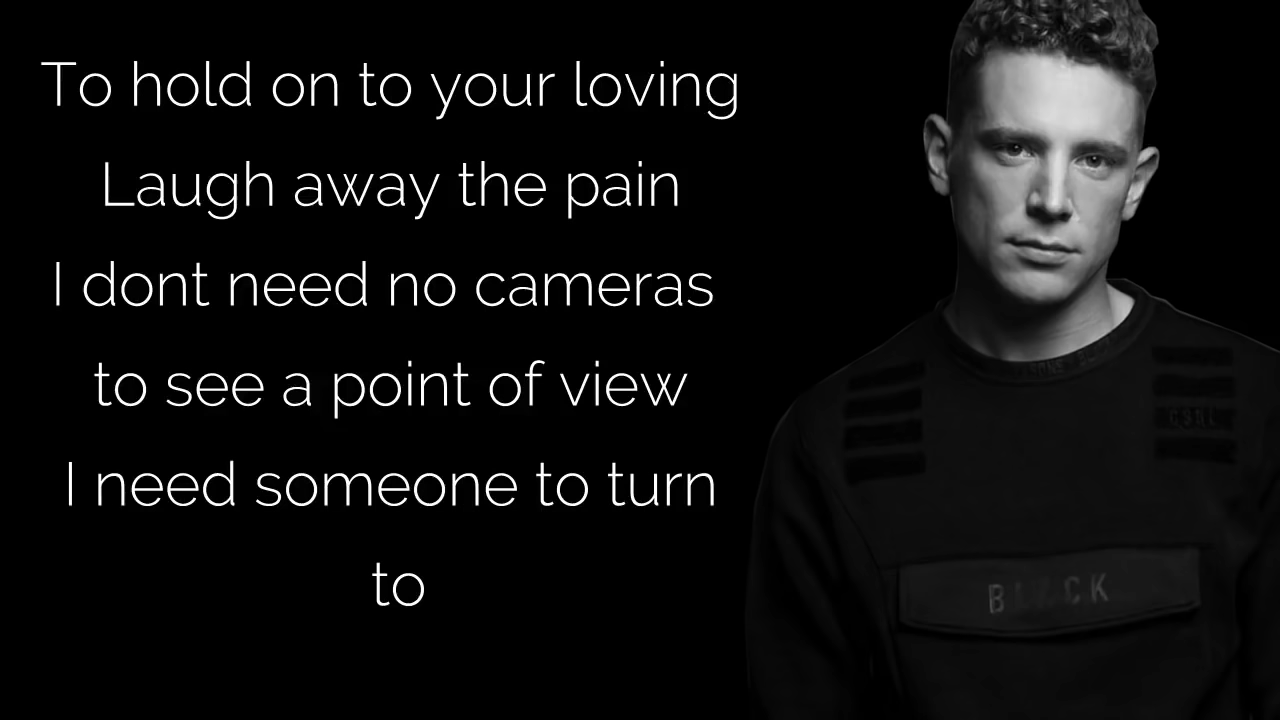 To hold on to your loving
Laugh away the pain
I dont need no cameras
to see a point of view
I need someone to turn
to
BLACK